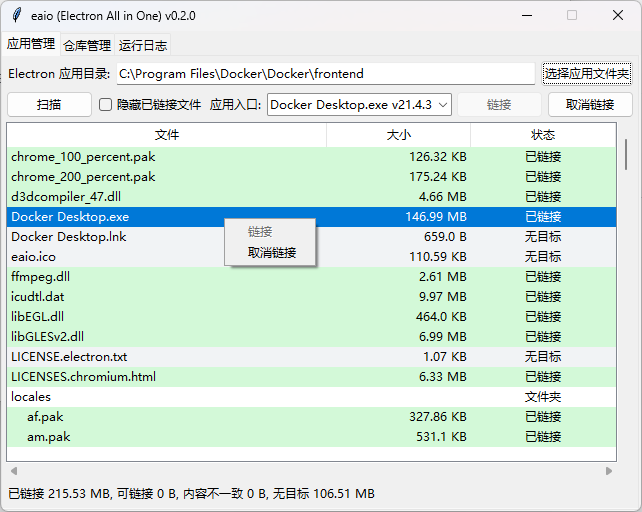 eaio (Electron All in One) v0.2.0
应用管理 仓库管理 运行日志
Electron 应用目录: C:\Program Files\Docker\Docker\frontend 选择应用文件夹
扫描 隐藏已链接文件 应用入口: Docker Desktop.exe v21.4.3 链接 取消链接
文件 大小 状态
chrome_100_percent.pak 126.32 KB 已链接
chrome_200_percent.pak 175.24 KB 已链接
d3dcompiler_47.dll 4.66 MB 已链接
Docker Desktop.exe 146.99 MB 已链接
Docker Desktop.lnk 659.0 B 无目标
链接
eaio.ico 110.59 KB 无目标
取消链接
ffmpeg.dll 2.61 MB 已链接
icudtl.dat 9.97 MB 已链接
libEGL.dll 464.0 KB 已链接
libGLESv2.dll 6.99 MB 已链接
LICENSE.electron.txt 1.07 KB 无目标
LICENSES.chromium.html 6.33 MB 已链接
locales 文件夹
af.pak 327.86 KB 已链接
am.pak 531.1 KB 已链接
已链接 215.53 MB, 可链接 0 B, 内容不一致 0 B, 无目标 106.51 MB